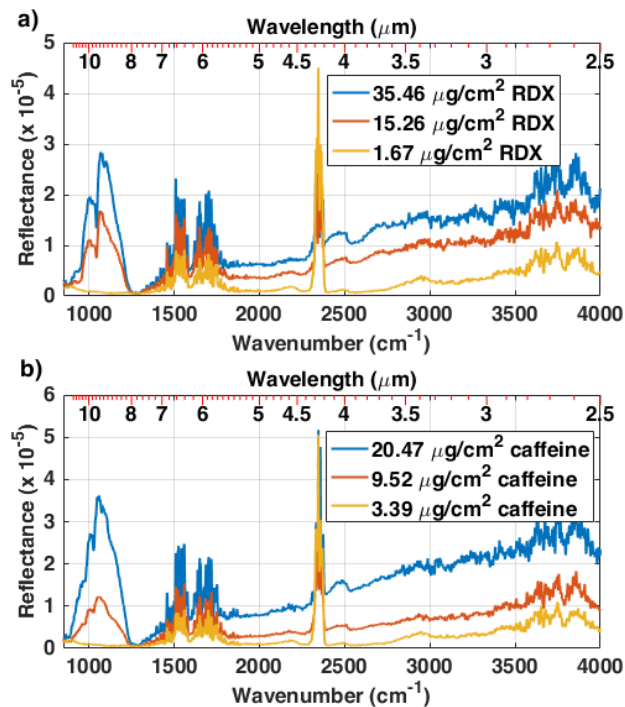 a)
Wavelength (μm)
10 8 7 6 5 4.5 4 3.5 3 2.5
5
4
3
2
1
0
Reflectance (x 10⁻⁵)
35.46 μg/cm² RDX
15.26 μg/cm² RDX
1.67 μg/cm² RDX
1000 1500 2000 2500 3000 3500 4000
Wavenumber (cm⁻¹)
b)
Wavelength (μm)
10 8 7 6 5 4.5 4 3.5 3 2.5
6
5
4
3
2
1
0
Reflectance (x 10⁻⁵)
20.47 μg/cm² caffeine
9.52 μg/cm² caffeine
3.39 μg/cm² caffeine
1000 1500 2000 2500 3000 3500 4000
Wavenumber (cm⁻¹)